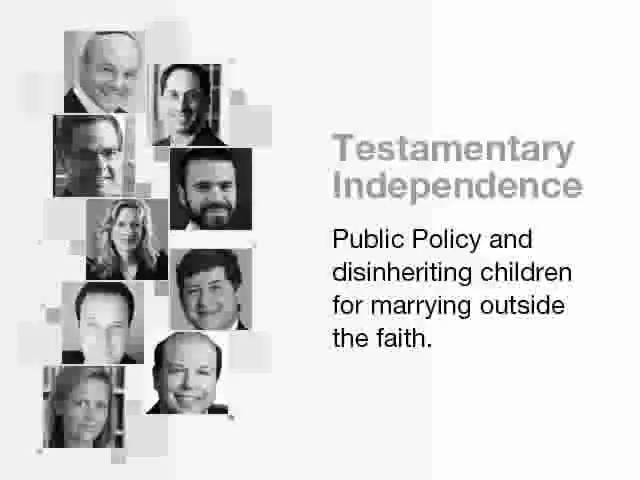 Testamentary
Independence
Public Policy and
disinheriting children
for marrying outside
the faith.